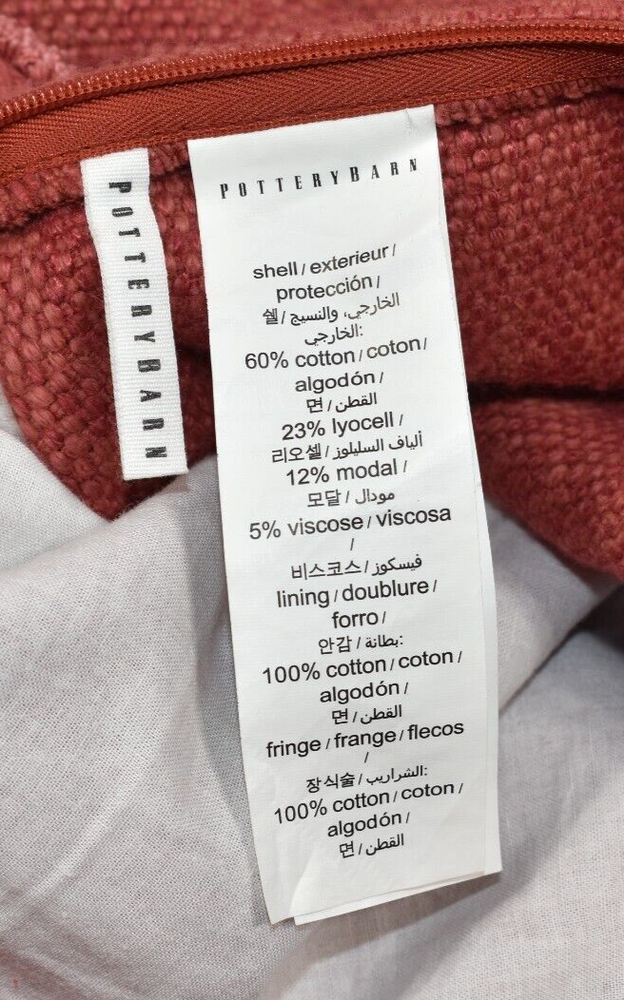 POTTERYBARN
POTTERYBARN
shell / exterieur /
protección /
쉘 / الخارجي، والنسيج
الخارجي:
60% cotton / coton /
algodón /
면 / القطن
23% lyocell /
리오셀 / ألياف السليلوز
12% modal /
모달 / مودال
5% viscose / viscosa
/
비스코스 / فيسكوز
lining / doublure /
forro /
안감 / بطانة:
100% cotton / coton /
algodón /
면 / القطن
fringe / frange / flecos
/
장식술 / الشراريب:
100% cotton / coton /
algodón /
면 / القطن